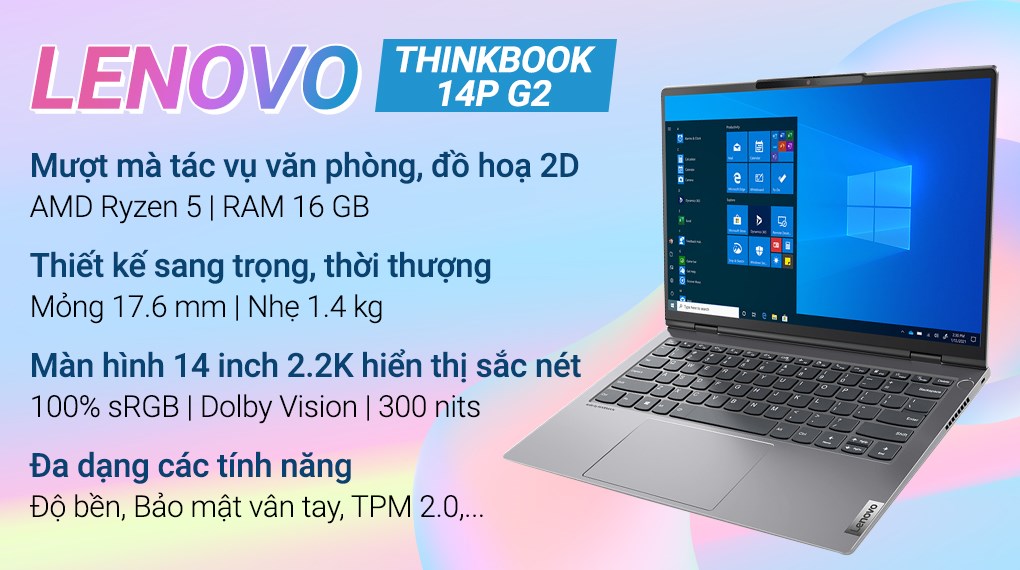 LENOVO
THINKBOOK
14P G2
Mượt mà tác vụ văn phòng, đồ hoạ 2D
AMD Ryzen 5 | RAM 16 GB
Thiết kế sang trọng, thời thượng
Mỏng 17.6 mm | Nhẹ 1.4 kg
Màn hình 14 inch 2.2K hiển thị sắc nét
100% sRGB | Dolby Vision | 300 nits
Đa dạng các tính năng
Độ bền, Bảo mật vân tay, TPM 2.0,...
Lenovo